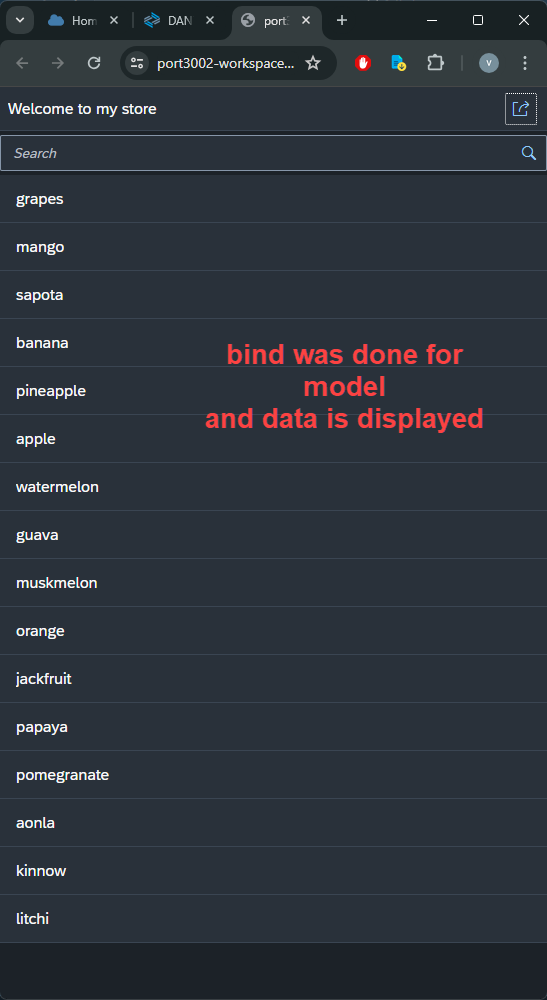 Hom
DAN
port:
port3002-workspace...
V
Welcome to my store
Search
grapes
mango
sapota
banana
bind was done for
model
and data is displayed
pineapple
apple
watermelon
guava
muskmelon
orange
jackfruit
papaya
pomegranate
aonla
kinnow
litchi